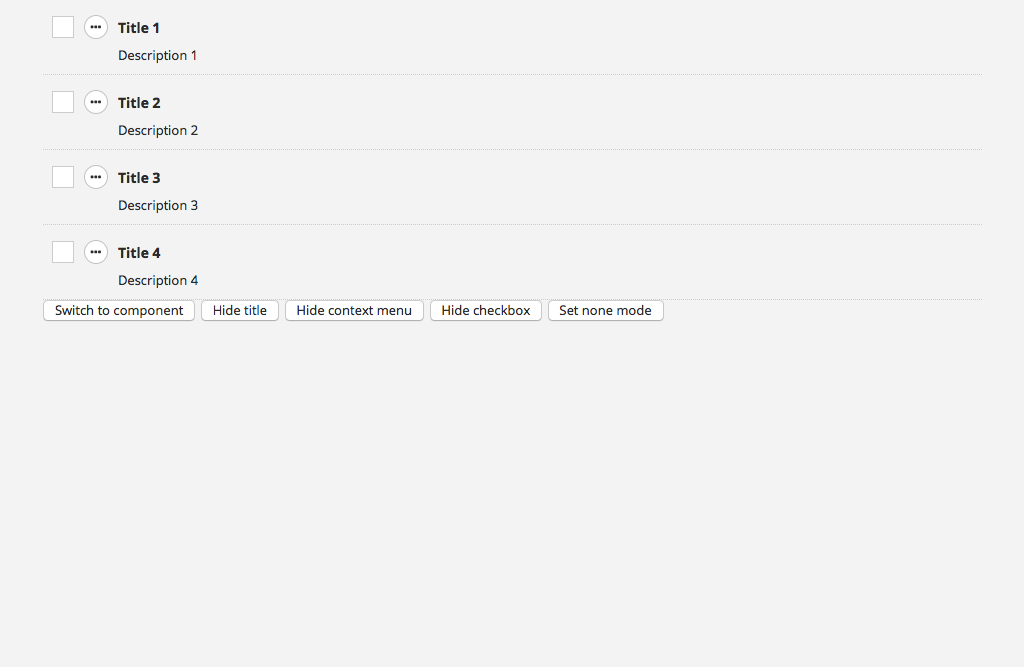 Title 1
Description 1
Title 2
Description 2
Title 3
Description 3
Title 4
Description 4
Switch to component Hide title Hide context menu Hide checkbox Set none mode